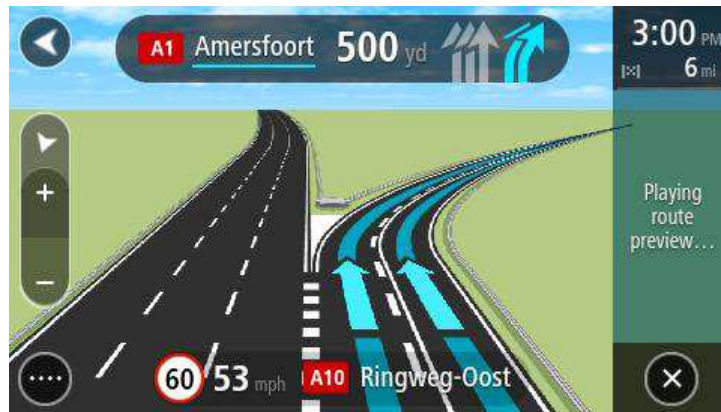 A1 Amersfoort 500 yd
3:00 PM
6 mi
Playing
route
preview...
60 53 mph A10 Ringweg-Oost